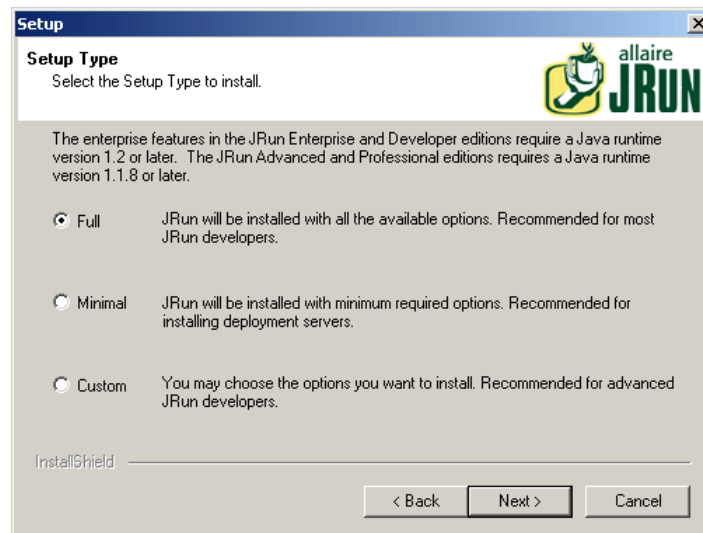 Setup
Setup Type
Select the Setup Type to install.
allaire
JRUN
The enterprise features in the JRun Enterprise and Developer editions require a Java runtime
version 1.2 or later.  The JRun Advanced and Professional editions requires a Java runtime
version 1.1.8 or later.
Full
JRun will be installed with all the available options. Recommended for most
JRun developers.
Minimal
JRun will be installed with minimum required options. Recommended for
installing deployment servers.
Custom
You may choose the options you want to install. Recommended for advanced
JRun developers.
InstallShield
< Back
Next >
Cancel